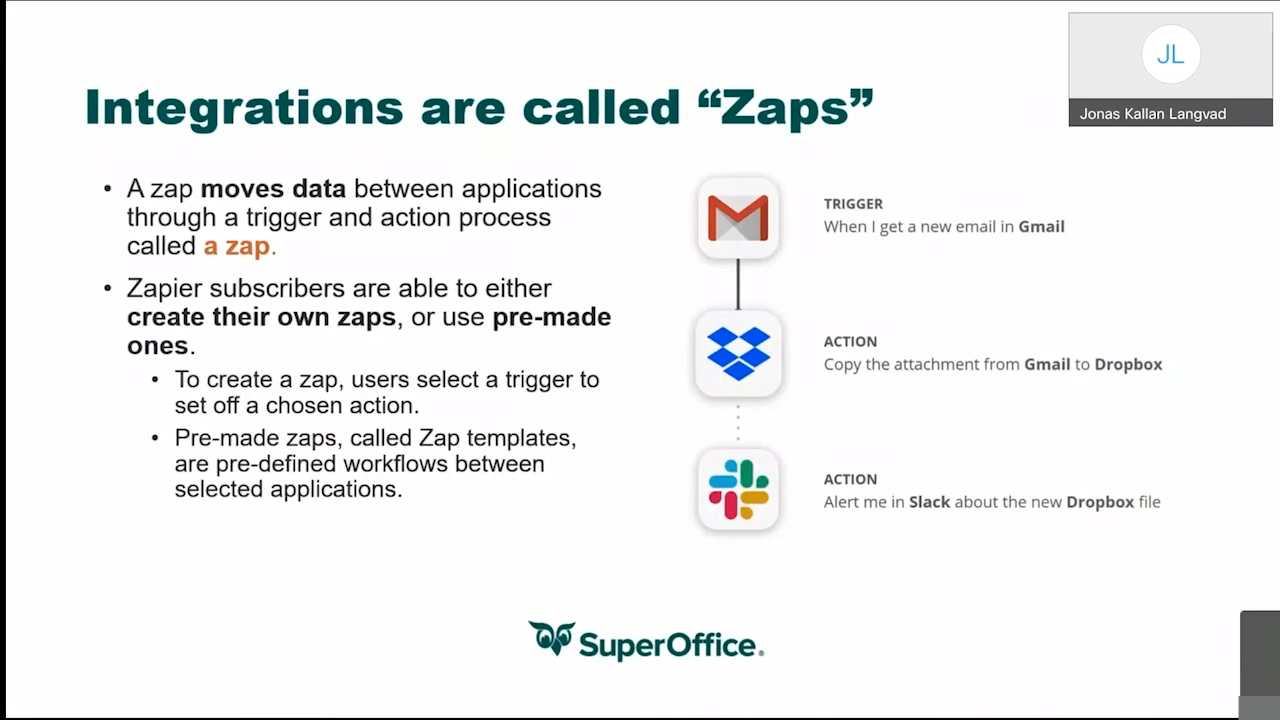 Integrations are called “Zaps”
JL
Jonas Kallan Langvad
• A zap moves data between applications
through a trigger and action process
called a zap.
• Zapier subscribers are able to either
create their own zaps, or use pre-made
ones.
• To create a zap, users select a trigger to
set off a chosen action.
• Pre-made zaps, called Zap templates,
are pre-defined workflows between
selected applications.
TRIGGER
When I get a new email in Gmail
ACTION
Copy the attachment from Gmail to Dropbox
ACTION
Alert me in Slack about the new Dropbox file
SuperOffice®